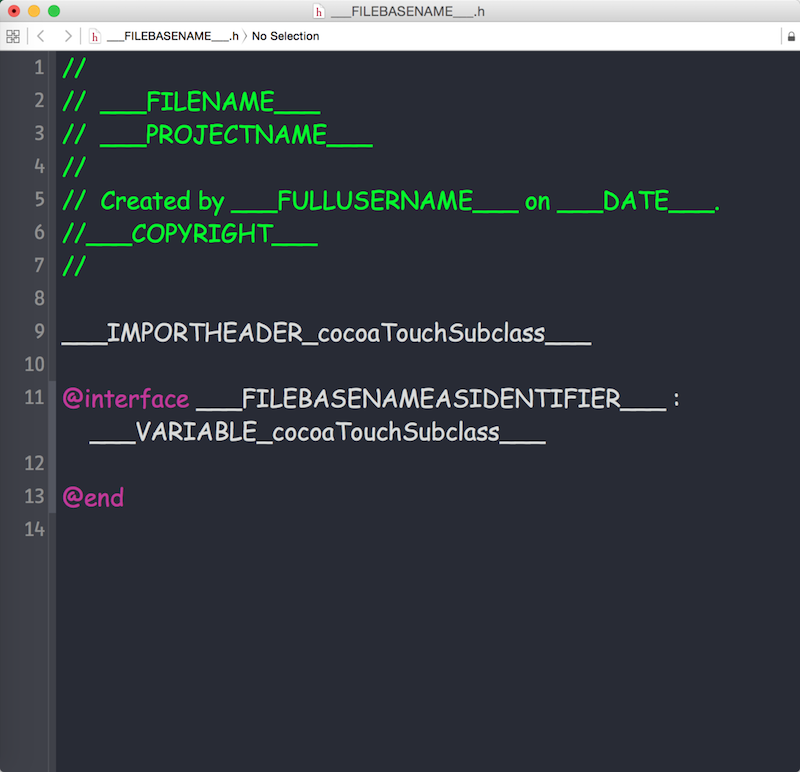 ___FILEBASENAME___.h
___FILEBASENAME___.h 〉 No Selection
1 //
2 //  ___FILENAME___
3 //  ___PROJECTNAME___
4 //
5 //  Created by ___FULLUSERNAME___ on ___DATE___.
6 //___COPYRIGHT___
7 //
8
9 ___IMPORTHEADER_cocoaTouchSubclass___
10
11 @interface ___FILEBASENAMEASIDENTIFIER___ :
___VARIABLE_cocoaTouchSubclass___
12
13 @end
14